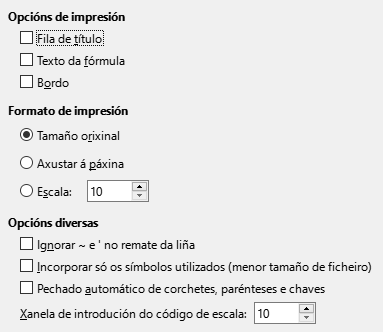 Opcións de impresión
Fila de título
Texto da fórmula
Bordo
Formato de impresión
Tamaño orixinal
Axustar á páxina
Escala: 10
Opcións diversas
Ignorar ~ e ' no remate da liña
Incorporar só os símbolos utilizados (menor tamaño de ficheiro)
Pechado automático de corchetes, parénteses e chaves
Xanela de introdución do código de escala: 10